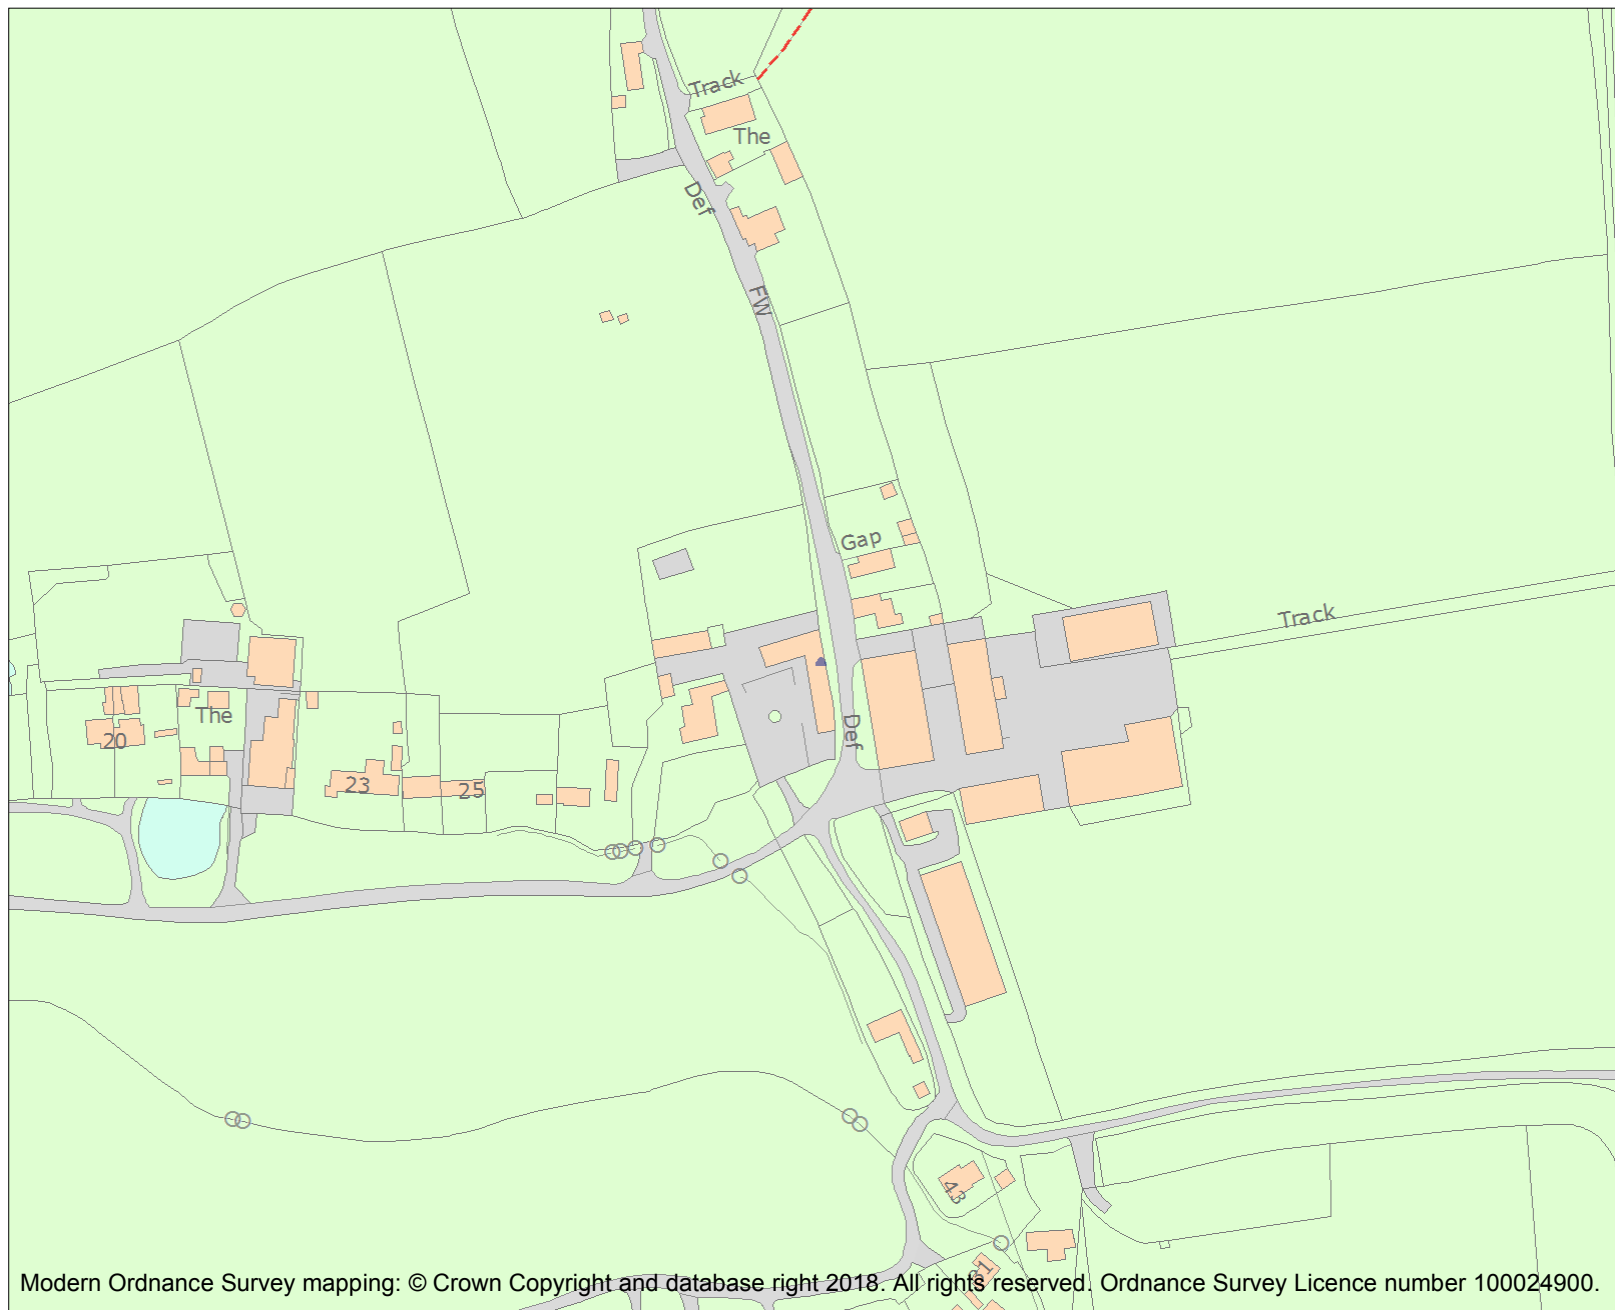 Track
The
Def
FW
Gap
Track
The
20
Def
23
25
43
31
Modern Ordnance Survey mapping: © Crown Copyright and database right 2018. All rights reserved. Ordnance Survey Licence number 100024900.